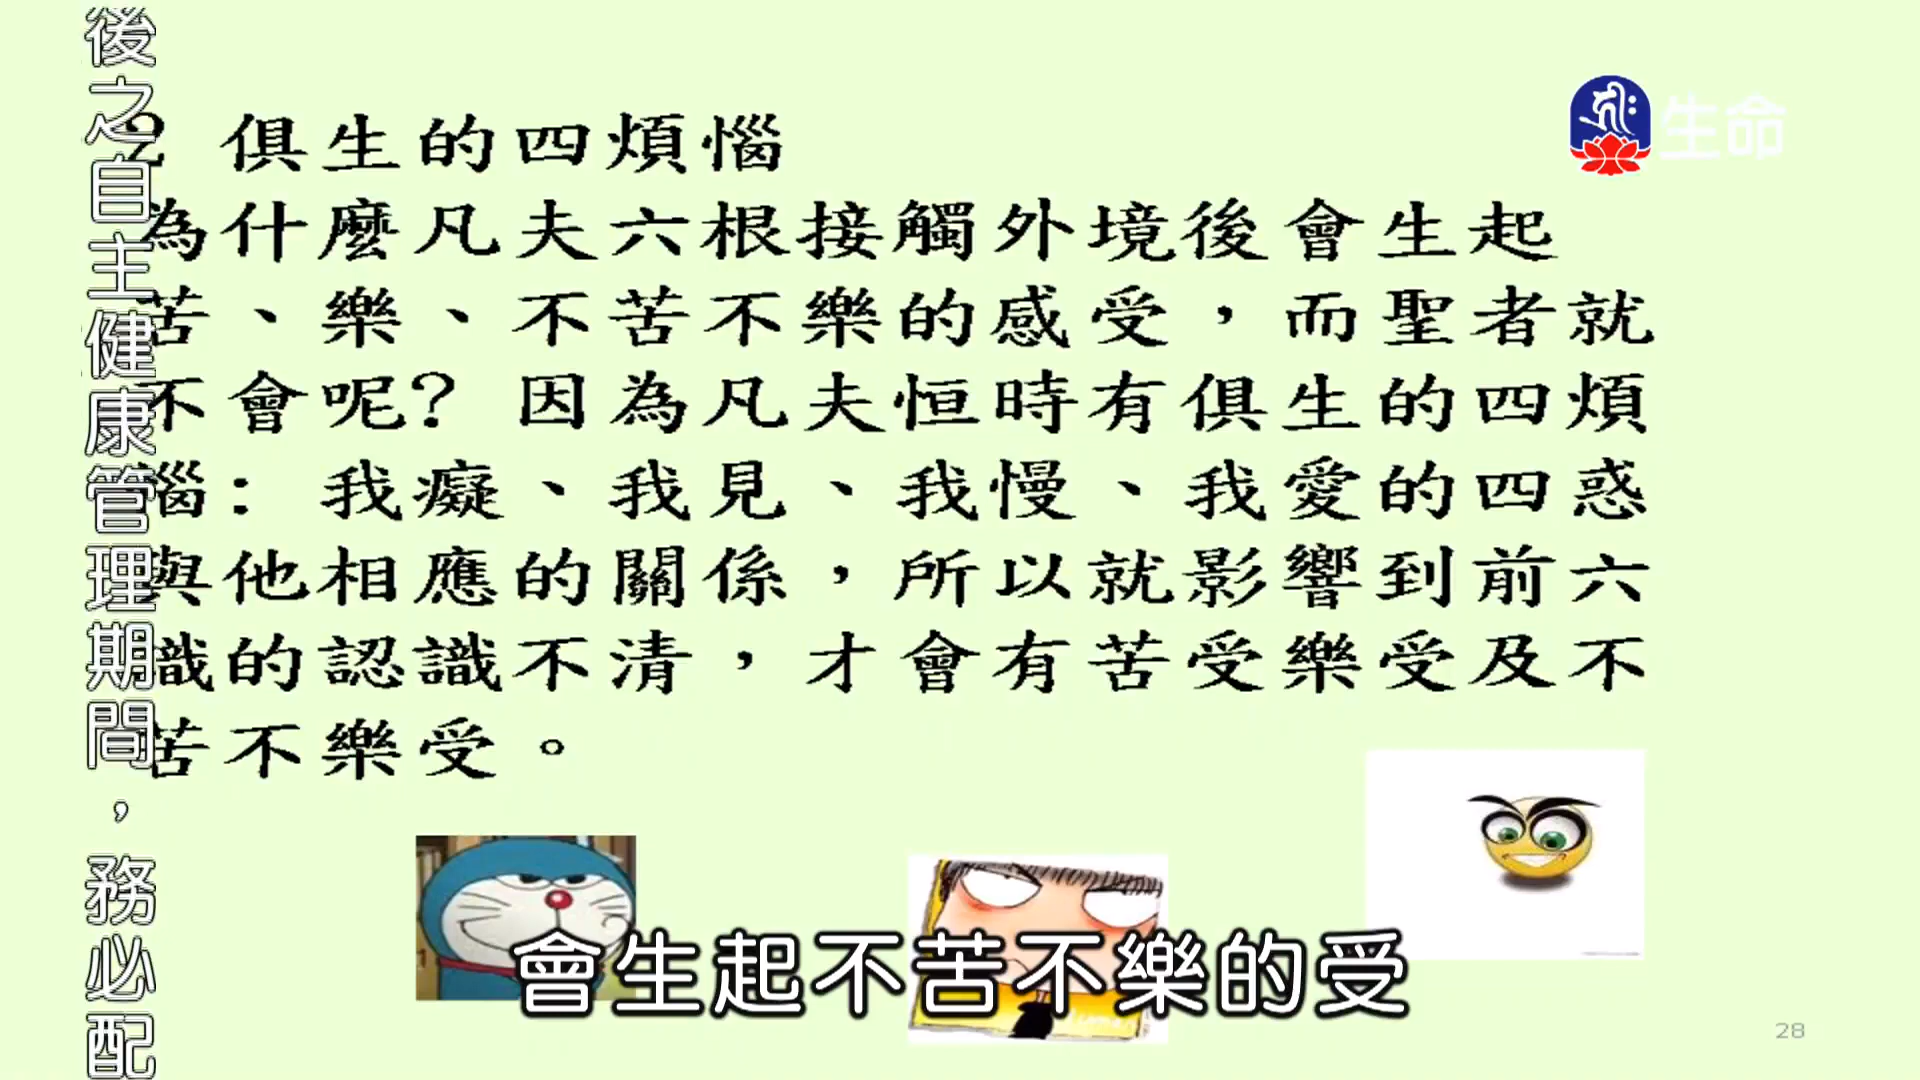 2 俱生的四煩惱
為什麼凡夫六根接觸外境後會生起
苦、樂、不苦不樂的感受，而聖者就
不會呢? 因為凡夫恒時有俱生的四煩
惱: 我癡、我見、我慢、我愛的四惑
與他相應的關係，所以就影響到前六
識的認識不清，才會有苦受樂受及不
苦不樂受。
後之自主健康管理期間，務必配
生命
會生起不苦不樂的受
28